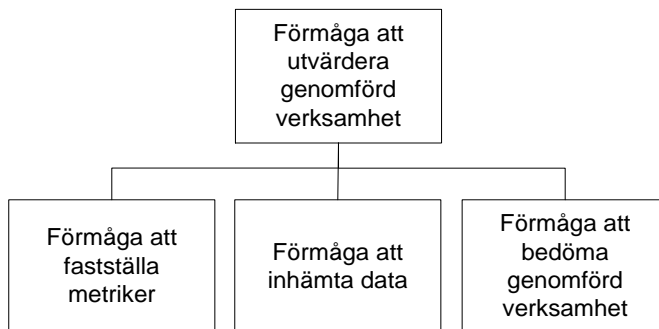 Förmåga att
utvärdera
genomförd
verksamhet
Förmåga att
fastställa
metriker
Förmåga att
inhämta data
Förmåga att
bedöma
genomförd
verksamhet